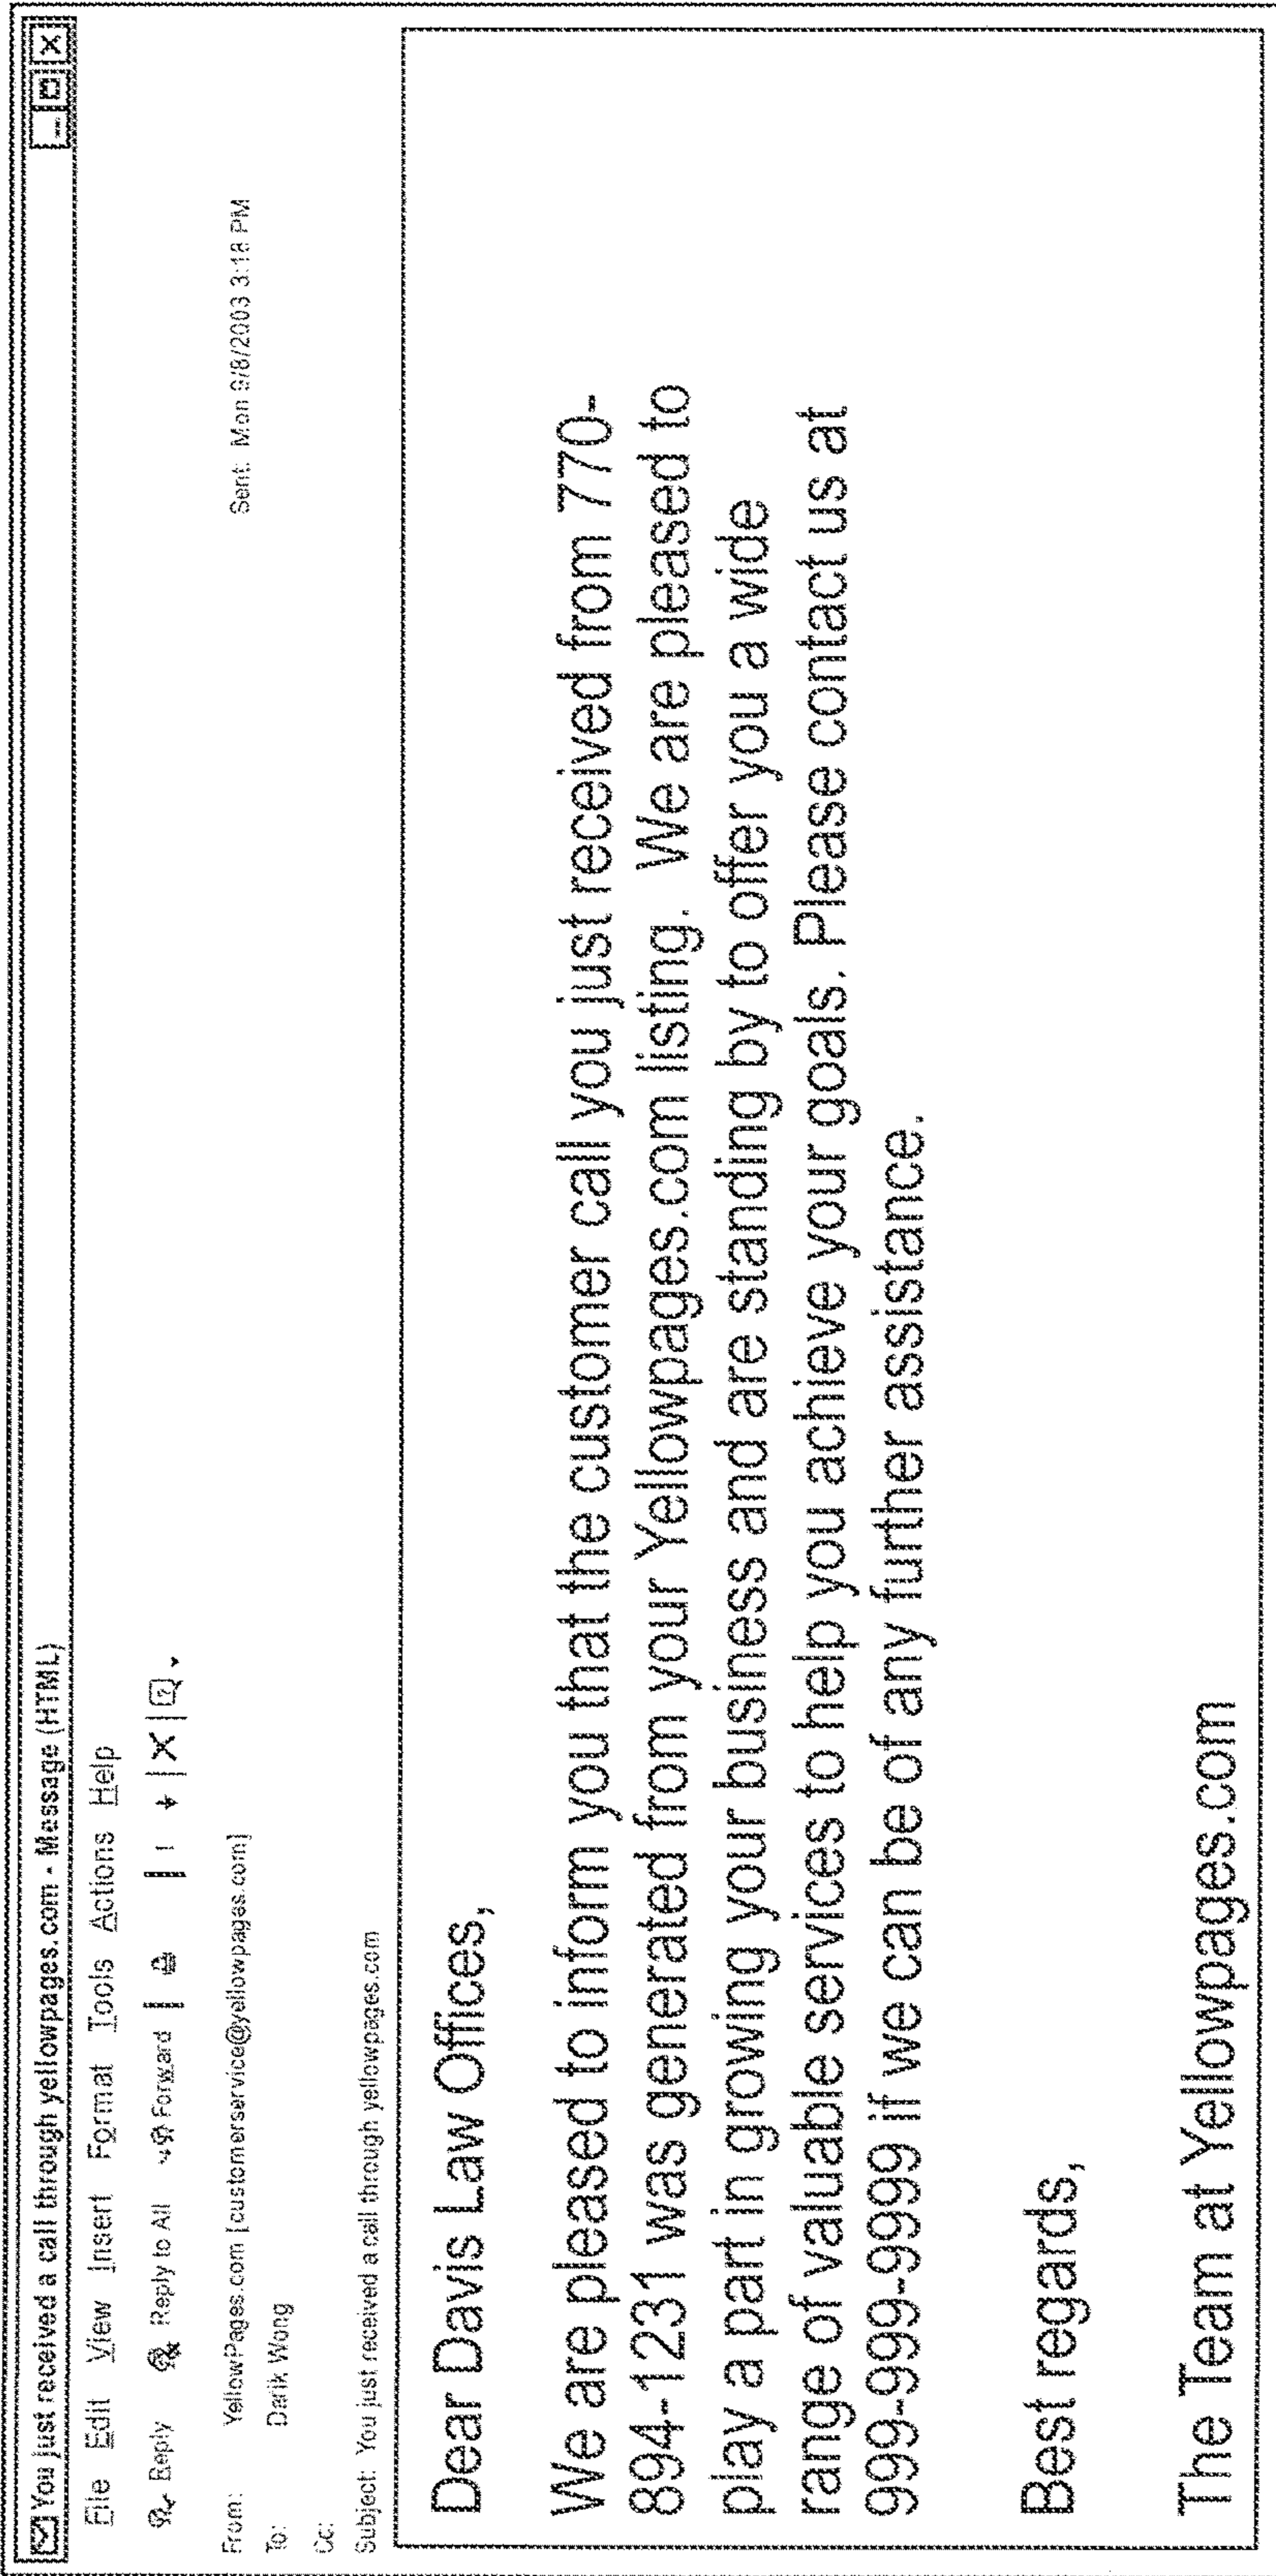 You just received a call through yellowpages.com - Message (HTML)
File Edit View Insert Format Tools Actions Help
Reply Reply to All Forward
From: YellowPages.com [customerservice@yellowpages.com] Sent: Mon 9/8/2003 3:18 PM
To: Darik Wong
Cc:
Subject: You just received a call through yellowpages.com
Dear Davis Law Offices,
We are pleased to inform you that the customer call you just received from 770-
894-1231 was generated from your Yellowpages.com listing. We are pleased to
play a part in growing your business and are standing by to offer you a wide
range of valuable services to help you achieve your goals. Please contact us at
999-999-9999 if we can be of any further assistance.
Best regards,
The Team at Yellowpages.com